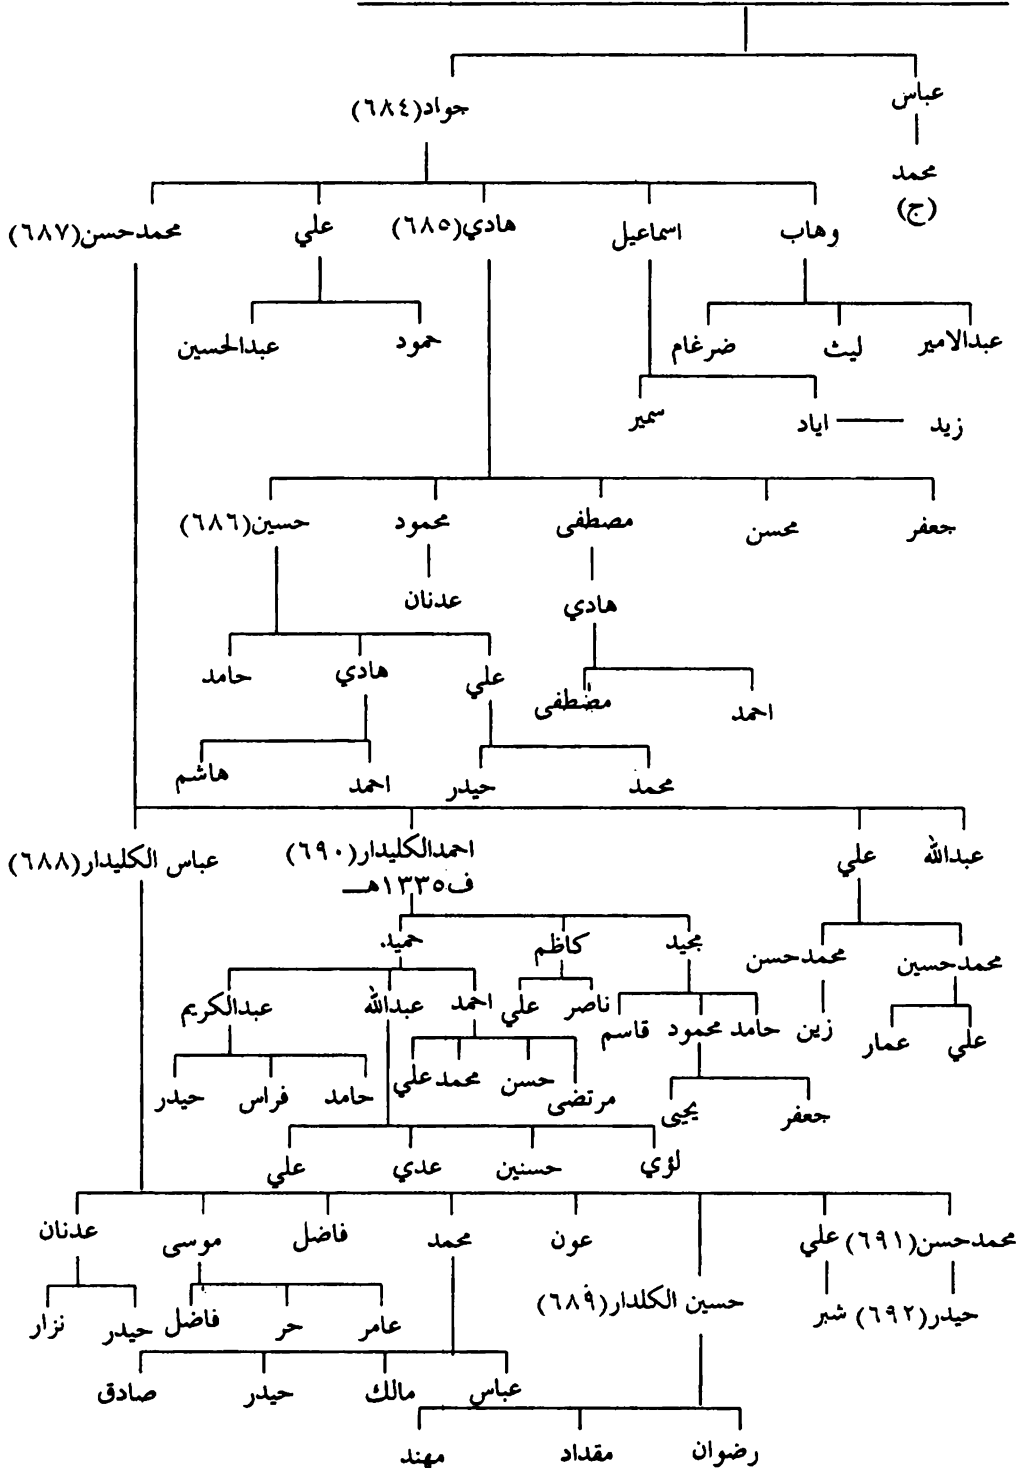 عباس
جواد(٦٨٤)
محمد
(ج)
وهاب اسماعيل هادي(٦٨٥) علي محمدحسن(٦٨٧)
عبدالامير ليث ضرغام حمود عبدالحسين
زيد اياد سمير
جعفر محسن مصطفى محمود حسين(٦٨٦)
هادي عدنان
علي هادي حامد
احمد مصطفى
محمد حيدر احمد هاشم
عبدالله علي احمدالكليدار(٦٩٠) عباس الكليدار(٦٨٨)
ف١٣٣٥هـ
مجيد كاظم حميد
محمدحسين محمدحسن
ناصر علي احمد عبدالله عبدالكريم
علي عمار زين حامد محمود قاسم
مرتضى حسن محمد علي حامد فراس حيدر
جعفر يحيى
لؤي حسنين عدي علي
محمدحسن(٦٩١) علي عون محمد فاضل موسى عدنان
حيدر(٦٩٢) شبر حسين الكلدار(٦٨٩) عامر حر فاضل حيدر نزار
عباس مالك حيدر صادق
رضوان مقداد مهند